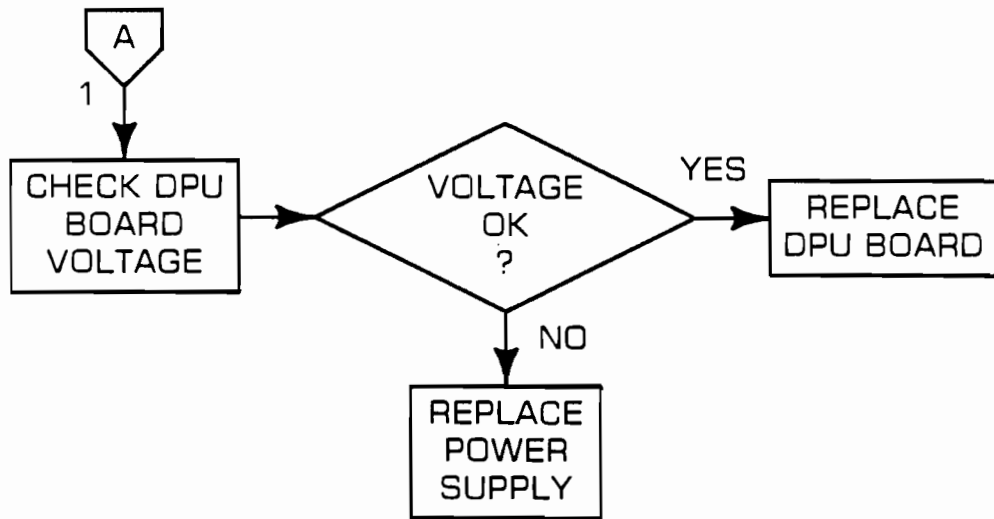 A
1
CHECK DPU
BOARD
VOLTAGE
VOLTAGE
OK
?
YES
REPLACE
DPU BOARD
NO
REPLACE
POWER
SUPPLY